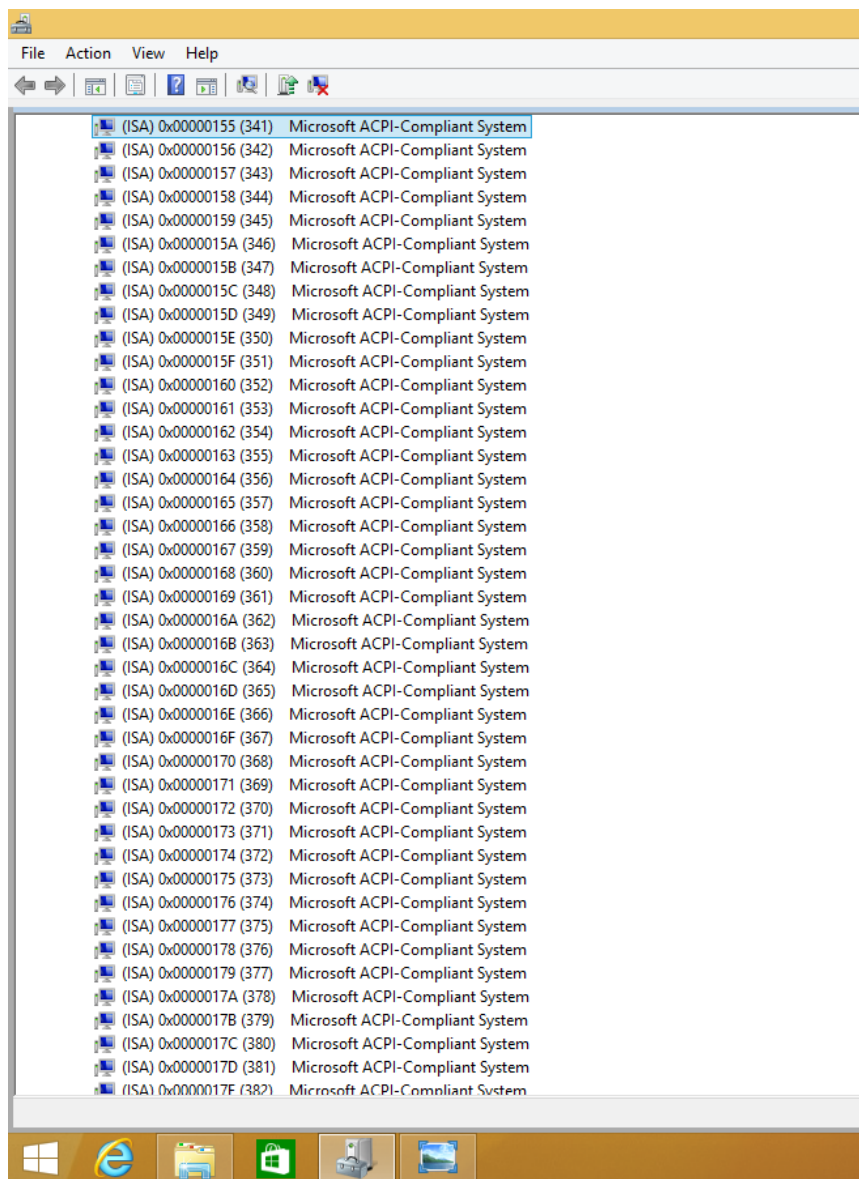 File Action View Help
(ISA) 0x00000155 (341) Microsoft ACPI-Compliant System
(ISA) 0x00000156 (342) Microsoft ACPI-Compliant System
(ISA) 0x00000157 (343) Microsoft ACPI-Compliant System
(ISA) 0x00000158 (344) Microsoft ACPI-Compliant System
(ISA) 0x00000159 (345) Microsoft ACPI-Compliant System
(ISA) 0x0000015A (346) Microsoft ACPI-Compliant System
(ISA) 0x0000015B (347) Microsoft ACPI-Compliant System
(ISA) 0x0000015C (348) Microsoft ACPI-Compliant System
(ISA) 0x0000015D (349) Microsoft ACPI-Compliant System
(ISA) 0x0000015E (350) Microsoft ACPI-Compliant System
(ISA) 0x0000015F (351) Microsoft ACPI-Compliant System
(ISA) 0x00000160 (352) Microsoft ACPI-Compliant System
(ISA) 0x00000161 (353) Microsoft ACPI-Compliant System
(ISA) 0x00000162 (354) Microsoft ACPI-Compliant System
(ISA) 0x00000163 (355) Microsoft ACPI-Compliant System
(ISA) 0x00000164 (356) Microsoft ACPI-Compliant System
(ISA) 0x00000165 (357) Microsoft ACPI-Compliant System
(ISA) 0x00000166 (358) Microsoft ACPI-Compliant System
(ISA) 0x00000167 (359) Microsoft ACPI-Compliant System
(ISA) 0x00000168 (360) Microsoft ACPI-Compliant System
(ISA) 0x00000169 (361) Microsoft ACPI-Compliant System
(ISA) 0x0000016A (362) Microsoft ACPI-Compliant System
(ISA) 0x0000016B (363) Microsoft ACPI-Compliant System
(ISA) 0x0000016C (364) Microsoft ACPI-Compliant System
(ISA) 0x0000016D (365) Microsoft ACPI-Compliant System
(ISA) 0x0000016E (366) Microsoft ACPI-Compliant System
(ISA) 0x0000016F (367) Microsoft ACPI-Compliant System
(ISA) 0x00000170 (368) Microsoft ACPI-Compliant System
(ISA) 0x00000171 (369) Microsoft ACPI-Compliant System
(ISA) 0x00000172 (370) Microsoft ACPI-Compliant System
(ISA) 0x00000173 (371) Microsoft ACPI-Compliant System
(ISA) 0x00000174 (372) Microsoft ACPI-Compliant System
(ISA) 0x00000175 (373) Microsoft ACPI-Compliant System
(ISA) 0x00000176 (374) Microsoft ACPI-Compliant System
(ISA) 0x00000177 (375) Microsoft ACPI-Compliant System
(ISA) 0x00000178 (376) Microsoft ACPI-Compliant System
(ISA) 0x00000179 (377) Microsoft ACPI-Compliant System
(ISA) 0x0000017A (378) Microsoft ACPI-Compliant System
(ISA) 0x0000017B (379) Microsoft ACPI-Compliant System
(ISA) 0x0000017C (380) Microsoft ACPI-Compliant System
(ISA) 0x0000017D (381) Microsoft ACPI-Compliant System
(ISA) 0x0000017E (382) Microsoft ACPI-Compliant System